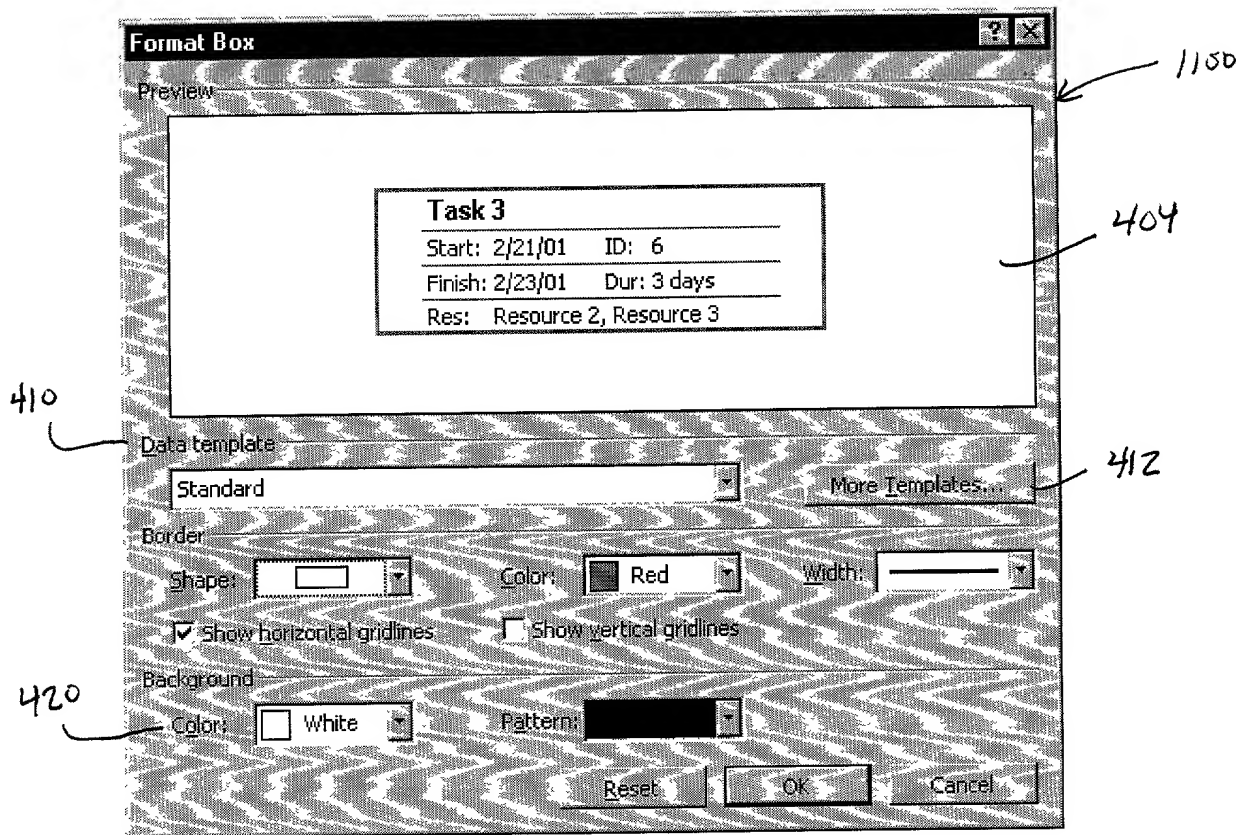 Format Box
1100
Preview
Task 3
Start: 2/21/01 ID: 6
Finish: 2/23/01 Dur: 3 days
Res: Resource 2, Resource 3
404
410
Data template
Standard
More Templates...
412
Border
Shape:
Color: Red
Width:
Show horizontal gridlines
Show vertical gridlines
Background
420
Color: White
Pattern:
Reset
OK
Cancel